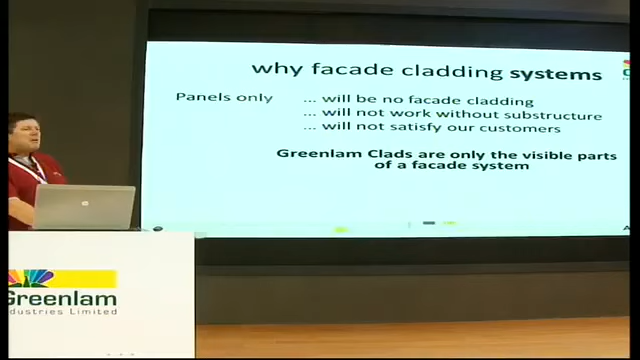 why facade cladding systems
Panels only ... will be no facade cladding
... will not work without substructure
... will not satisfy our customers
Greenlam Clads are only the visible parts
of a facade system
Greenlam
Industries Limited